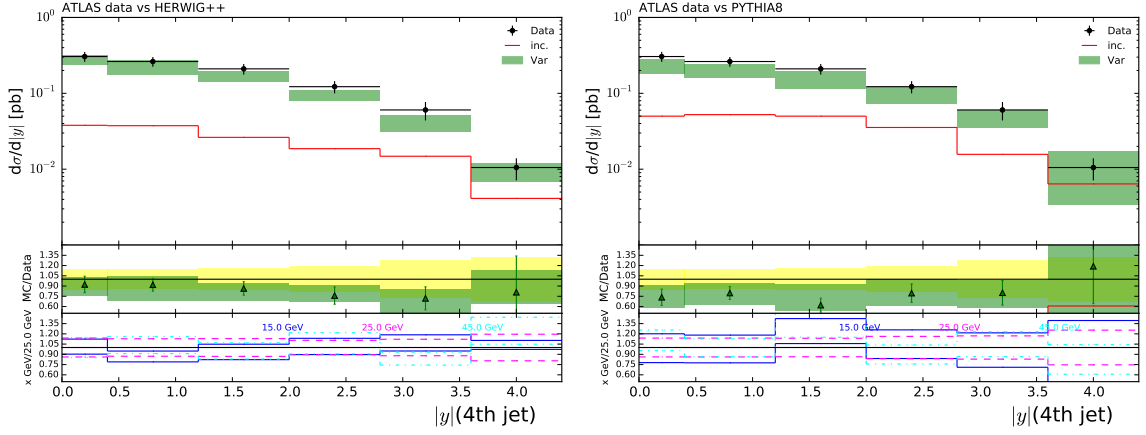 ATLAS data vs HERWIG++
10^0
10^-1
10^-2
dσ/d|y| [pb]
Data
inc.
Var
1.35
1.20
1.05
0.90
0.75
0.60
MC/Data
15.0 GeV
25.0 GeV
45.0 GeV
1.35
1.20
1.05
0.90
0.75
0.60
x GeV/25.0 GeV
0.0 0.5 1.0 1.5 2.0 2.5 3.0 3.5 4.0
|y|(4th jet)
ATLAS data vs PYTHIA8
10^0
10^-1
10^-2
dσ/d|y| [pb]
Data
inc.
Var
1.35
1.20
1.05
0.90
0.75
0.60
MC/Data
15.0 GeV
25.0 GeV
45.0 GeV
1.35
1.20
1.05
0.90
0.75
0.60
x GeV/25.0 GeV
0.0 0.5 1.0 1.5 2.0 2.5 3.0 3.5 4.0
|y|(4th jet)